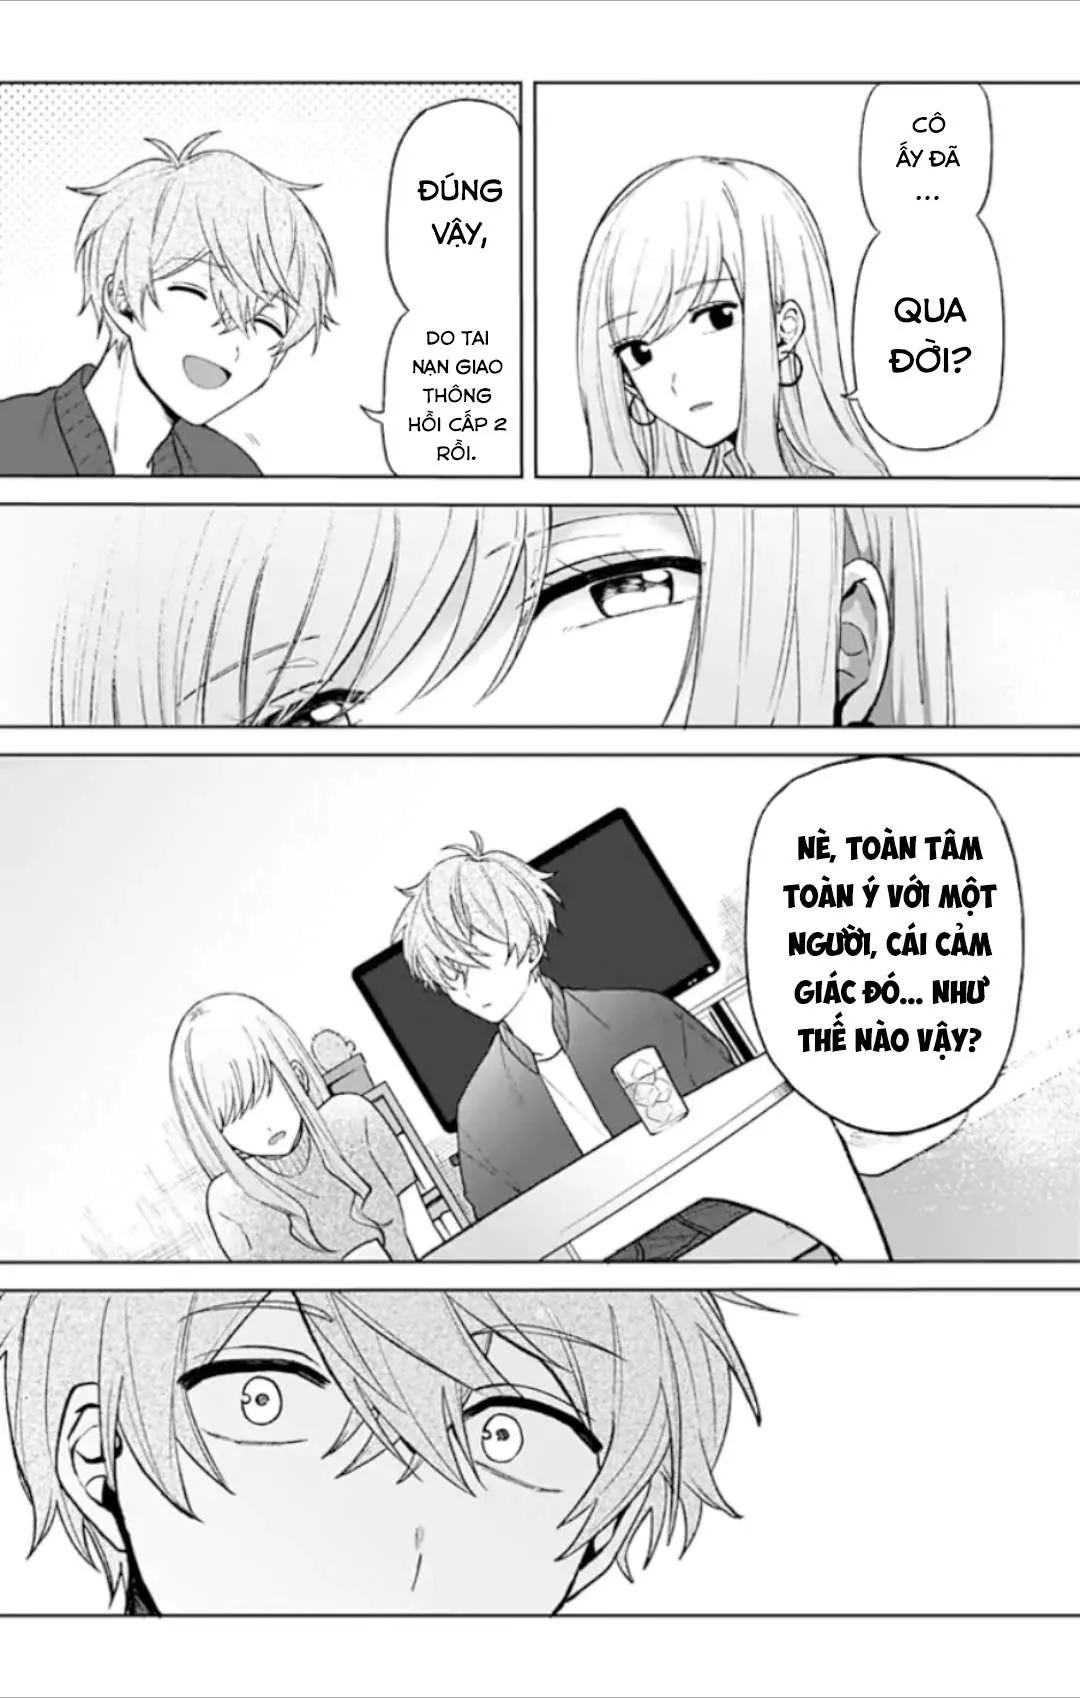 CÔ
ẤY ĐÃ
...
QUA
ĐỜI?
ĐÚNG
VẬY,
DO TAI
NẠN GIAO
THÔNG
HỒI CẤP 2
RỒI.
NÈ, TOÀN TÂM
TOÀN Ý VỚI MỘT
NGƯỜI, CÁI CẢM
GIÁC ĐÓ... NHƯ
THẾ NÀO VẬY?